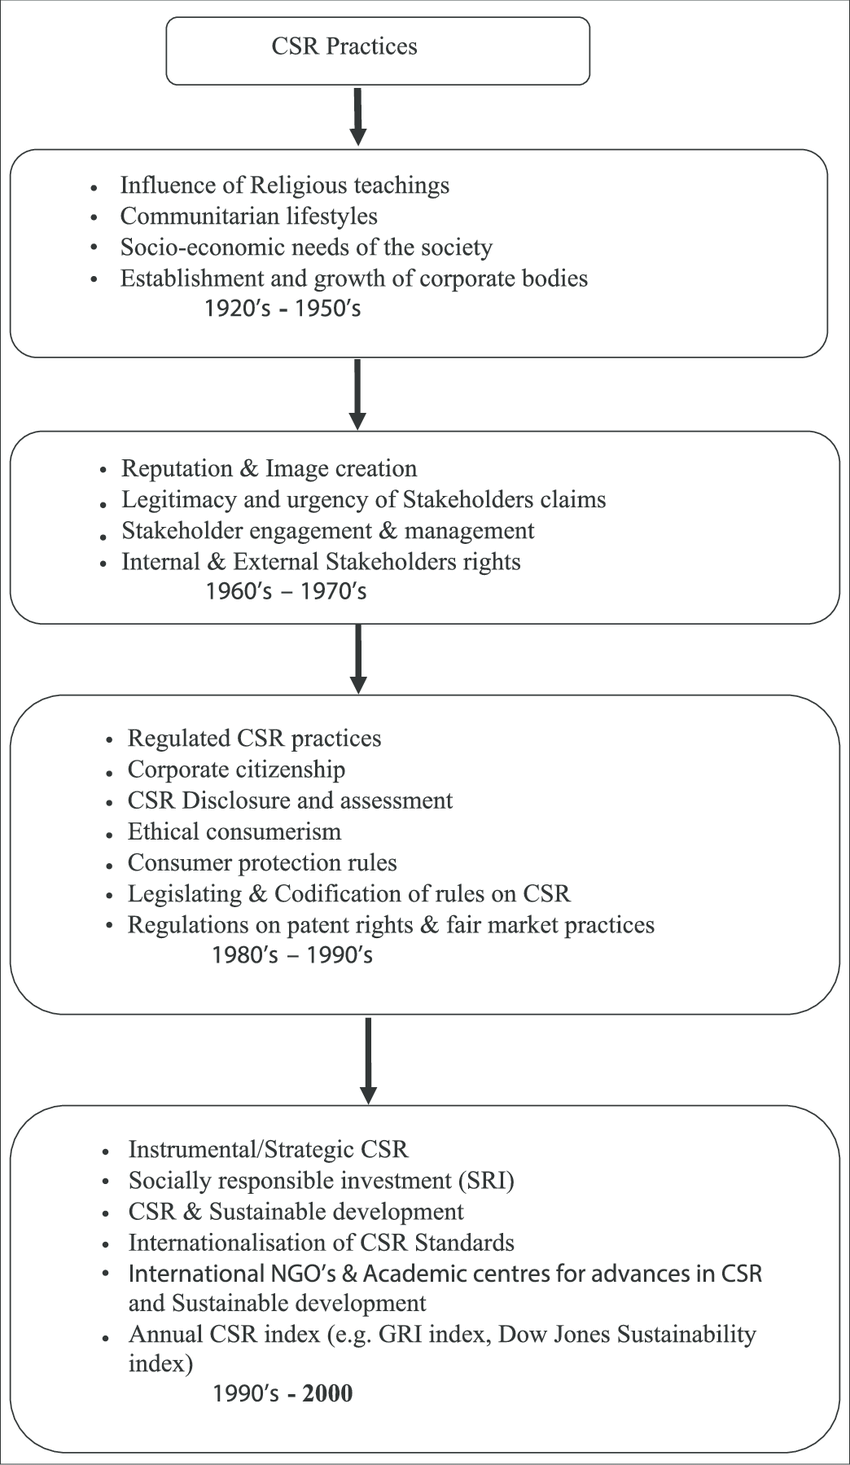 CSR Practices
• Influence of Religious teachings
• Communitarian lifestyles
• Socio-economic needs of the society
• Establishment and growth of corporate bodies
1920’s - 1950’s
• Reputation & Image creation
• Legitimacy and urgency of Stakeholders claims
• Stakeholder engagement & management
• Internal & External Stakeholders rights
1960’s – 1970’s
• Regulated CSR practices
• Corporate citizenship
• CSR Disclosure and assessment
• Ethical consumerism
• Consumer protection rules
• Legislating & Codification of rules on CSR
• Regulations on patent rights & fair market practices
1980’s – 1990’s
• Instrumental/Strategic CSR
• Socially responsible investment (SRI)
• CSR & Sustainable development
• Internationalisation of CSR Standards
• International NGO’s & Academic centres for advances in CSR
and Sustainable development
• Annual CSR index (e.g. GRI index, Dow Jones Sustainability
index)
1990’s - 2000